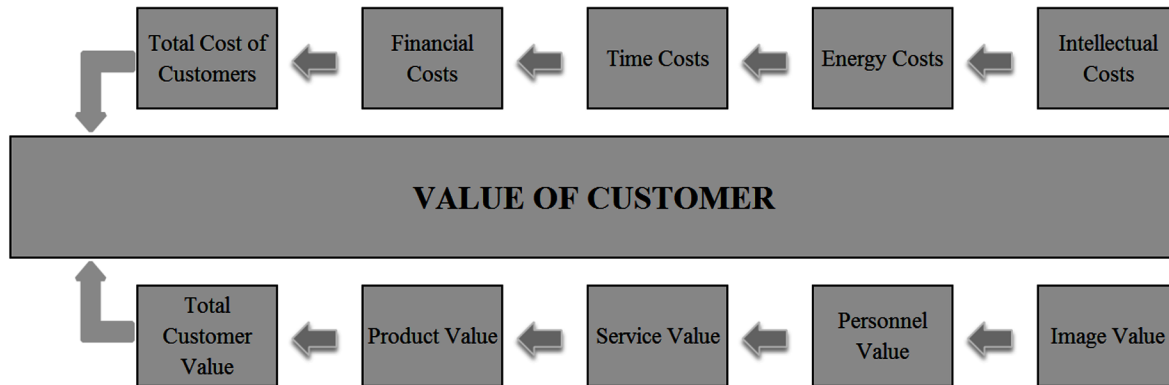 Total Cost of
Customers
Financial
Costs
Time Costs
Energy Costs
Intellectual
Costs
VALUE OF CUSTOMER
Total
Customer
Value
Product Value
Service Value
Personnel
Value
Image Value